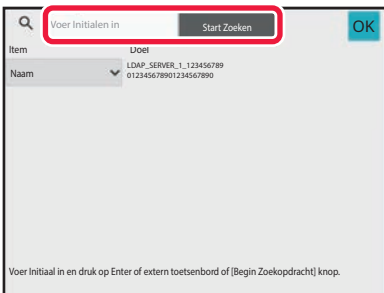 Voer Initialen in
Start Zoeken
OK
Item
Doel
Naam
LDAP_SERVER_1_123456789
012345678901234567890
Voer Initiaal in en druk op Enter of extern toetsenbord of [Begin Zoekopdracht] knop.